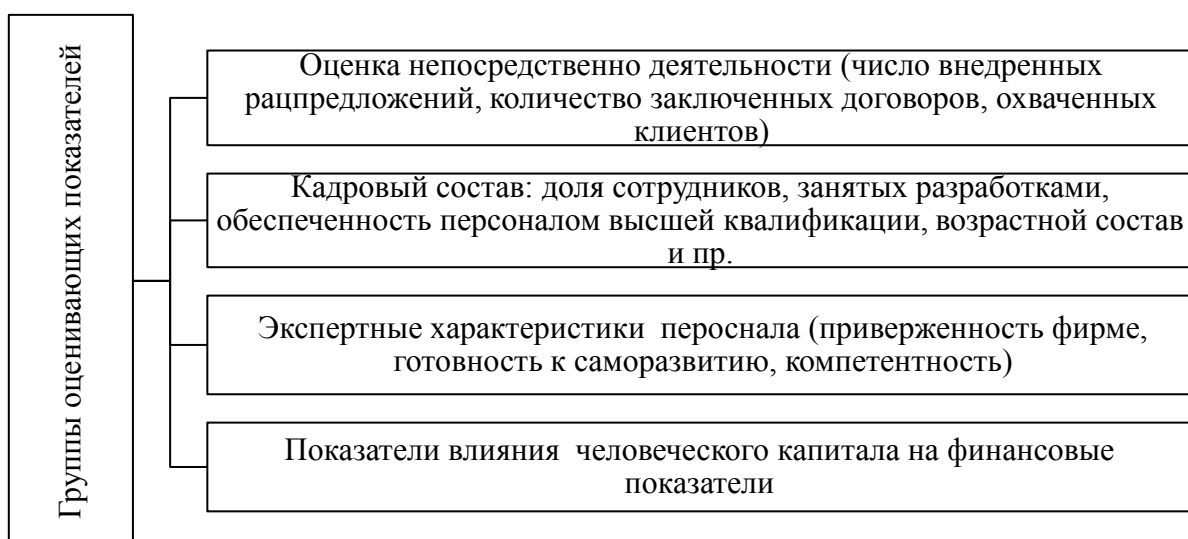 Группы оценивающих показателей
Оценка непосредственно деятельности (число внедренных
рацпредложений, количество заключенных договоров, охваченных
клиентов)
Кадровый состав: доля сотрудников, занятых разработками,
обеспеченность персоналом высшей квалификации, возрастной состав
и пр.
Экспертные характеристики пероснала (приверженность фирме,
готовность к саморазвитию, компетентность)
Показатели влияния человеческого капитала на финансовые
показатели